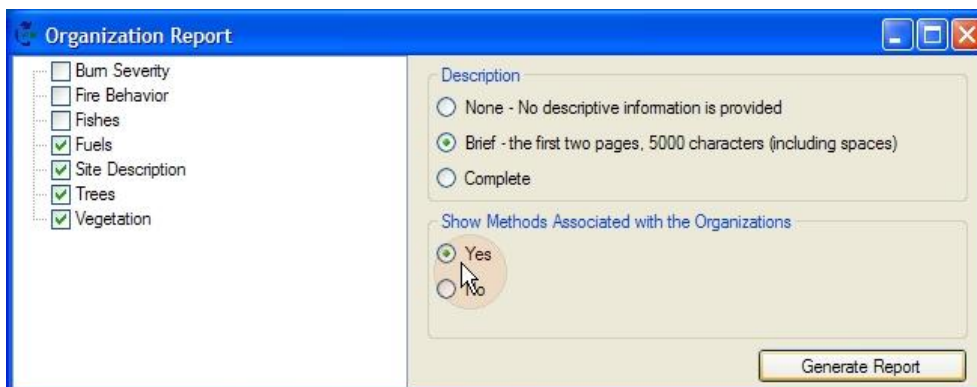 Organization Report
Burn Severity
Fire Behavior
Fishes
Fuels
Site Description
Trees
Vegetation
Description
None - No descriptive information is provided
Brief - the first two pages, 5000 characters (including spaces)
Complete
Show Methods Associated with the Organizations
Yes
No
Generate Report